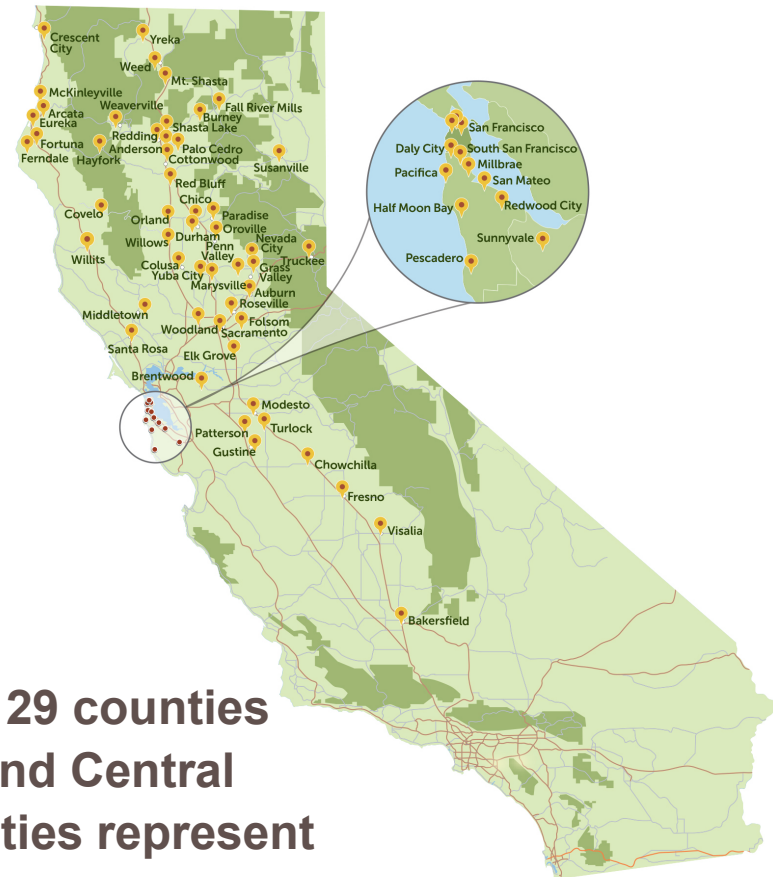 Crescent
City
Yreka
Weed
Mt. Shasta
McKinleyville
Arcata
Eureka
Fortuna
Ferndale
Weaverville
Hayfork
Fall River Mills
Burney
Shasta Lake
Redding
Anderson
Palo Cedro
Cottonwood
Susanville
Red Bluff
Chico
Paradise
Orland
Oroville
Durham
Willows
Covelo
Willits
Nevada
City
Penn
Valley
Truckee
Grass
Valley
Colusa
Yuba City
Marysville
Auburn
Roseville
Middletown
Woodland
Folsom
Sacramento
Santa Rosa
Elk Grove
Brentwood
San Francisco
Daly City
South San Francisco
Millbrae
Pacifica
San Mateo
Half Moon Bay
Redwood City
Sunnyvale
Pescadero
Modesto
Turlock
Patterson
Gustine
Chowchilla
Fresno
Visalia
Bakersfield
29 counties
nd Central
ties represent